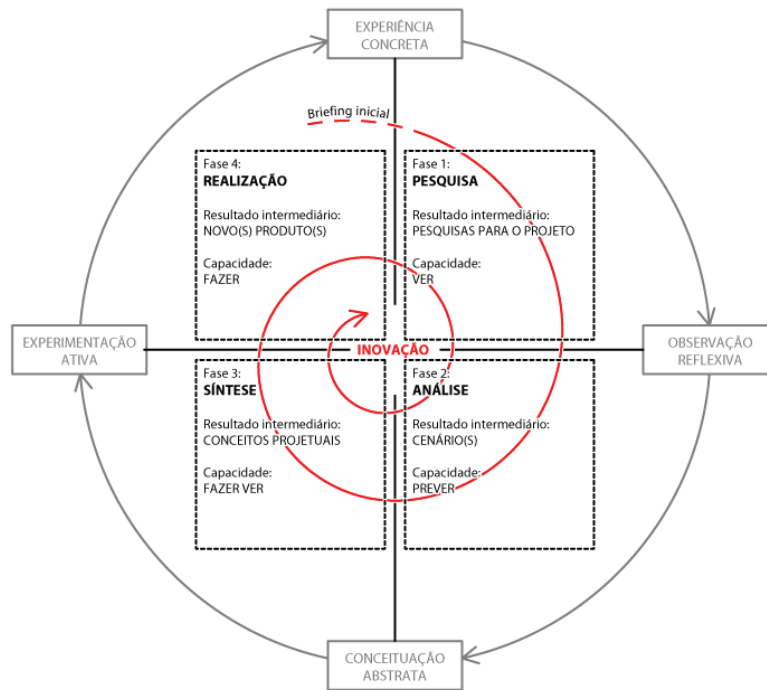 EXPERIÊNCIA
CONCRETA
Briefing inicial
Fase 4:
REALIZAÇÃO
Resultado intermediário:
NOVO(S) PRODUTO(S)
Capacidade:
FAZER
Fase 1:
PESQUISA
Resultado intermediário:
PESQUISAS PARA O PROJETO
Capacidade:
VER
EXPERIMENTAÇÃO
ATIVA
INOVAÇÃO
OBSERVAÇÃO
REFLEXIVA
Fase 3:
SÍNTESE
Resultado intermediário:
CONCEITOS PROJETUAIS
Capacidade:
FAZER VER
Fase 2:
ANÁLISE
Resultado intermediário:
CENÁRIO(S)
Capacidade:
PREVER
CONCEITUAÇÃO
ABSTRATA